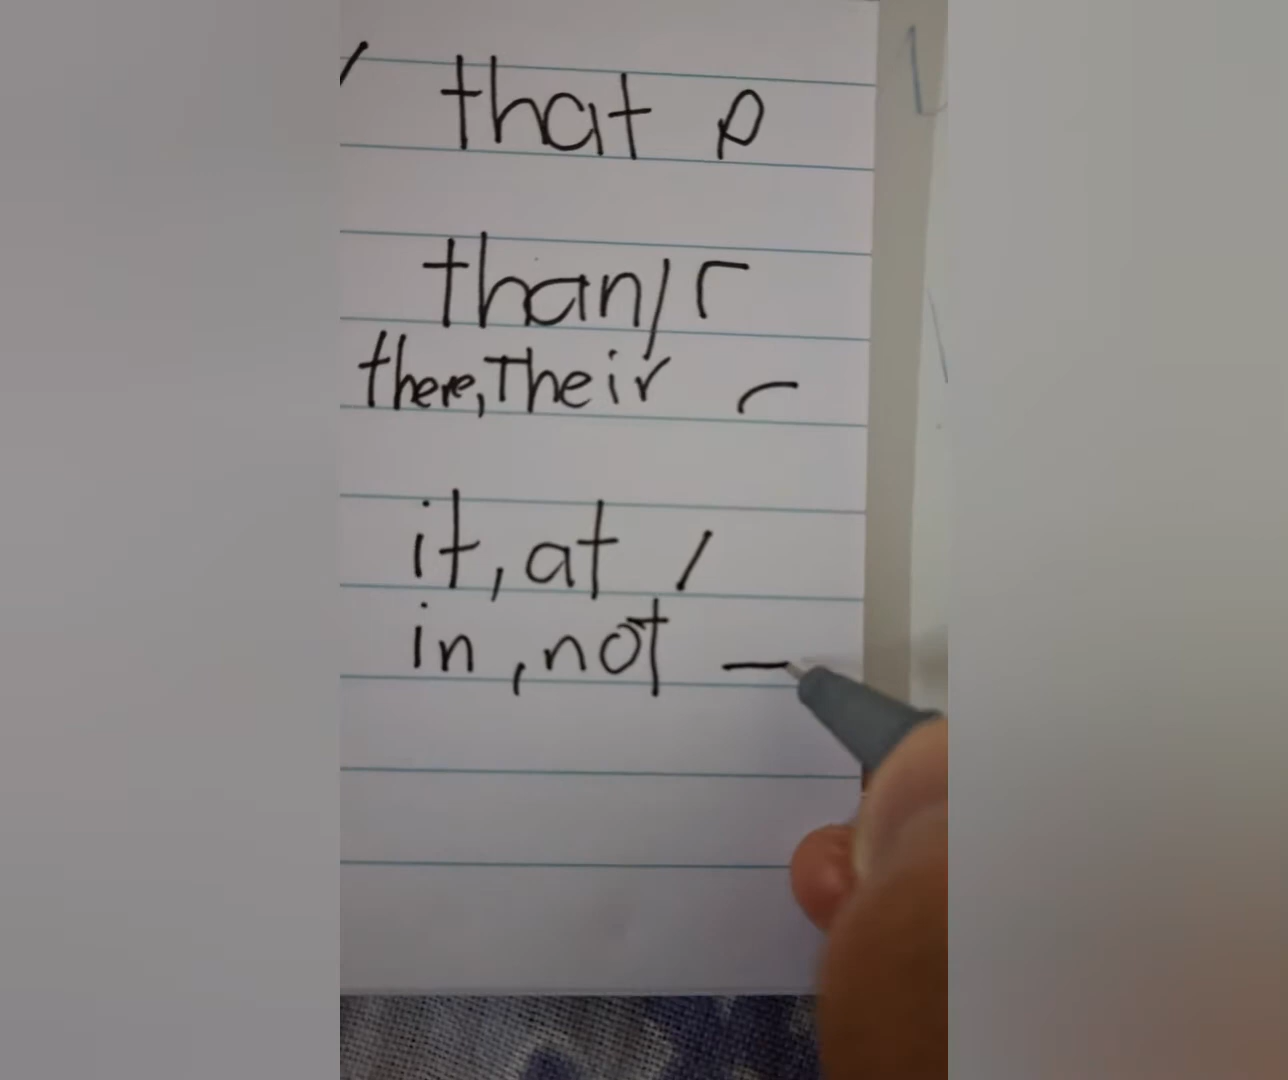 that
than/
there, Their
it, at
in, not